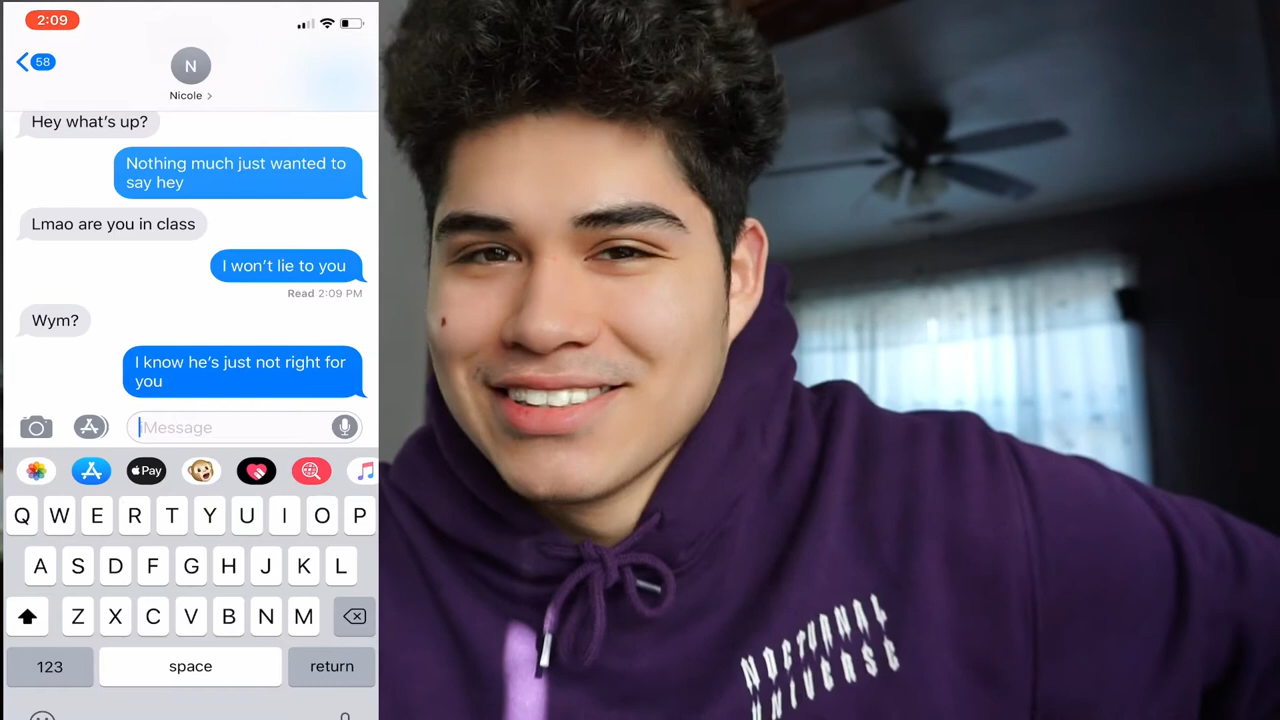 2:09
58
N
Nicole >
Hey what's up?
Nothing much just wanted to
say hey
Lmao are you in class
I won't lie to you
Read 2:09 PM
Wym?
I know he's just not right for
you
iMessage
Pay
Q W E R T Y U I O P
A S D F G H J K L
Z X C V B N M
123 space return
NOCTURNAL
UNIVERSE